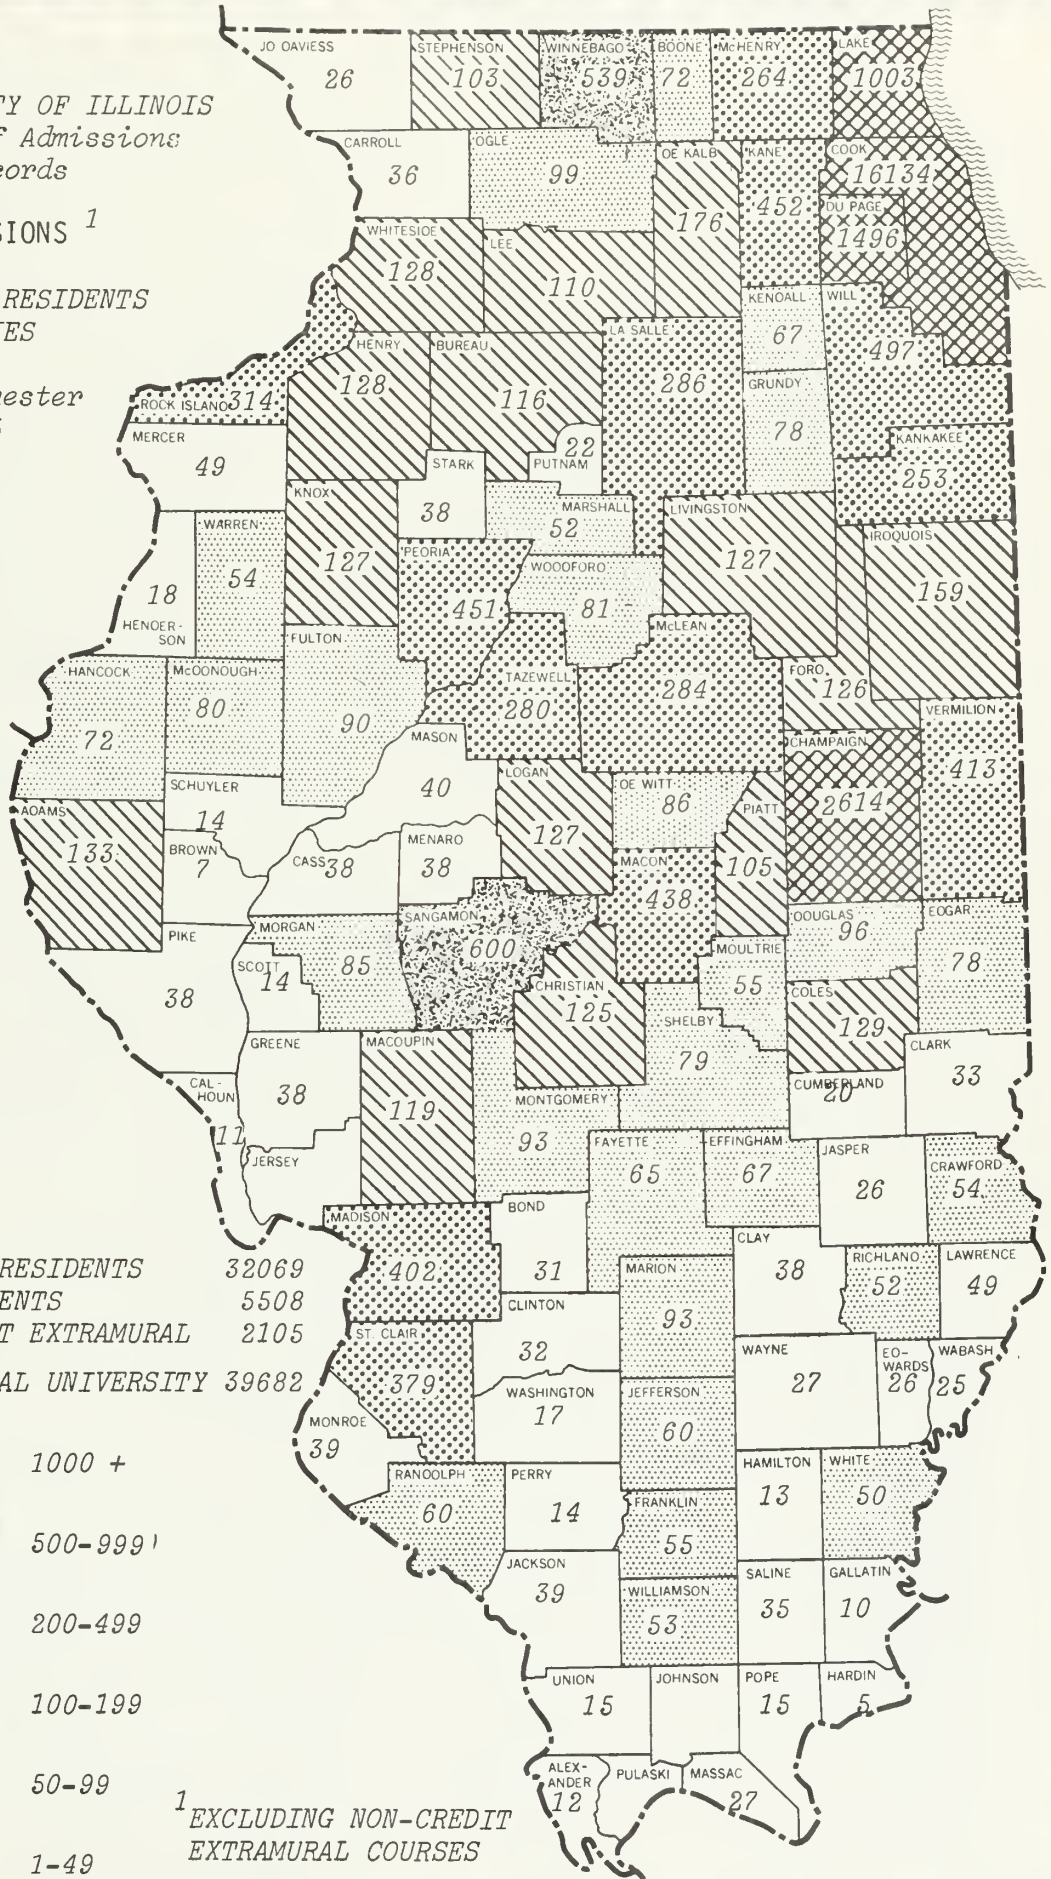 JO DAVIESS
26
STEPHENSON
103
WINNEBAGO
539
BOONE
72
McHENRY
264
LAKE
1003
TY OF ILLINOIS
f Admissions
cords
SIONS 1
RESIDENTS
IES
mester
CARROLL
36
OGLE
99
DE KALB
176
KANE
452
COOK
16134
DU PAGE
1496
WHITESIDE
128
LEE
110
KENDALL
67
WILL
497
ROCK ISLAND 314
HENRY
128
BUREAU
116
LA SALLE
286
GRUNDY
78
MERCER
49
STARK
38
22
PUTNAM
KANKAKEE
253
KNOX
127
MARSHALL
52
LIVINGSTON
127
IROQUOIS
159
WARREN
54
18
HENDER-
SON
PEORIA
451
WOODFORD
81
McLEAN
284
FORD
126
HANCOCK
72
McDONOUGH
80
FULTON
90
TAZEWELL
280
MASON
40
VERMILION
413
CHAMPAIGN
2614
SCHUYLER
14
LOGAN
127
DE WITT
86
PIATT
105
ADAMS
133
BROWN
7
CASS 38
MENARD
38
MACON
438
DOUGLAS
96
EDGAR
78
PIKE
38
SCOTT
14
MORGAN
85
SANGAMON
600
CHRISTIAN
125
MOULTRIE
55
COLES
129
SHELBY
79
CLARK
33
CUMBERLAND
20
GREENE
38
MACOUPIN
119
MONTGOMERY
93
CAL-
HOUN
11
JERSEY
FAYETTE
65
EFFINGHAM
67
JASPER
26
CRAWFORD
54
MADISON
402
BOND
31
CLAY
38
RICHLAND
52
LAWRENCE
49
RESIDENTS 32069
ENTS 5508
T EXTRAMURAL 2105
AL UNIVERSITY 39682
MARION
93
CLINTON
32
ST. CLAIR
379
WAYNE
27
ED-
WARDS
26
WABASH
25
WASHINGTON
17
JEFFERSON
60
MONROE
39
RANDOLPH
60
PERRY
14
HAMILTON
13
WHITE
50
FRANKLIN
55
JACKSON
39
WILLIAMSON
53
SALINE
35
GALLATIN
10
UNION
15
JOHNSON
POPE
15
HARDIN
5
ALEX-
ANDER
12
PULASKI
MASSAC
27
1000 +
500-999
200-499
100-199
50-99
1-49
1 EXCLUDING NON-CREDIT
EXTRAMURAL COURSES